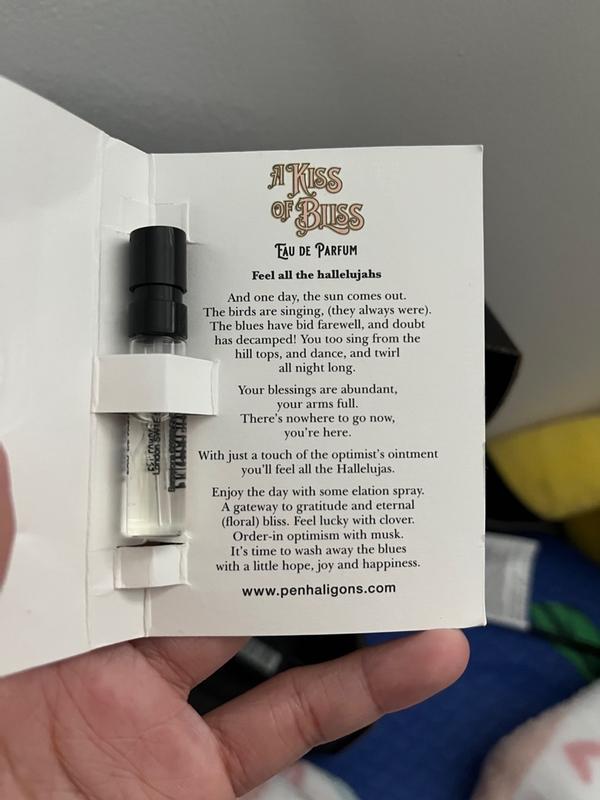 A Kiss
of Bliss
Eau de Parfum
Feel all the hallelujahs
And one day, the sun comes out.
The birds are singing, (they always were).
The blues have bid farewell, and doubt
has decamped! You too sing from the
hill tops, and dance, and twirl
all night long.
Your blessings are abundant,
your arms full.
There's nowhere to go now,
you're here.
With just a touch of the optimist's ointment
you'll feel all the Hallelujas.
Enjoy the day with some elation spray.
A gateway to gratitude and eternal
(floral) bliss. Feel lucky with clover.
Order-in optimism with musk.
It's time to wash away the blues
with a little hope, joy and happiness.
www.penhaligons.com